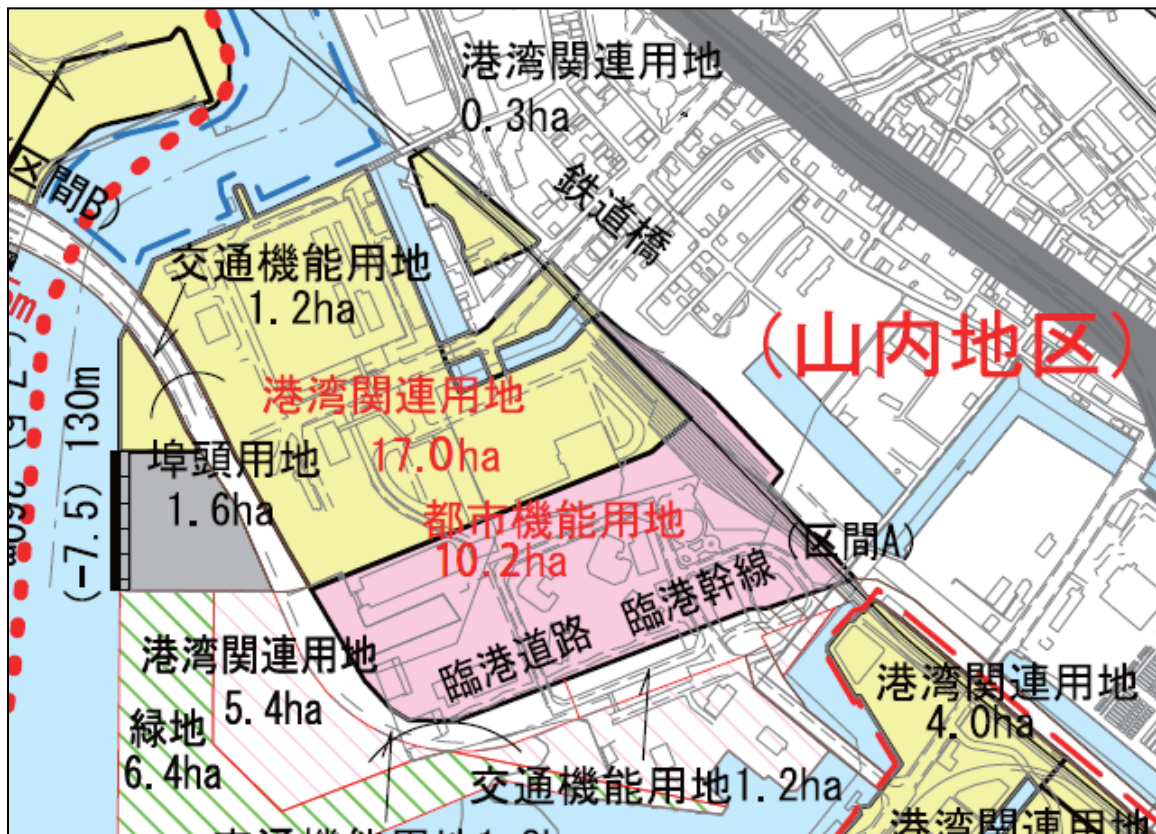 港湾関連用地
0.3ha
鉄道橋
区間B)
交通機能用地
1.2ha
(山内地区)
港湾関連用地
17.0ha
(-7.5) 130m
埠頭用地
1.6ha
都市機能用地
10.2ha
(区間A)
臨港道路 臨港幹線
港湾関連用地
5.4ha
緑地
6.4ha
港湾関連用地
4.0ha
交通機能用地1.2ha
港湾関連用地